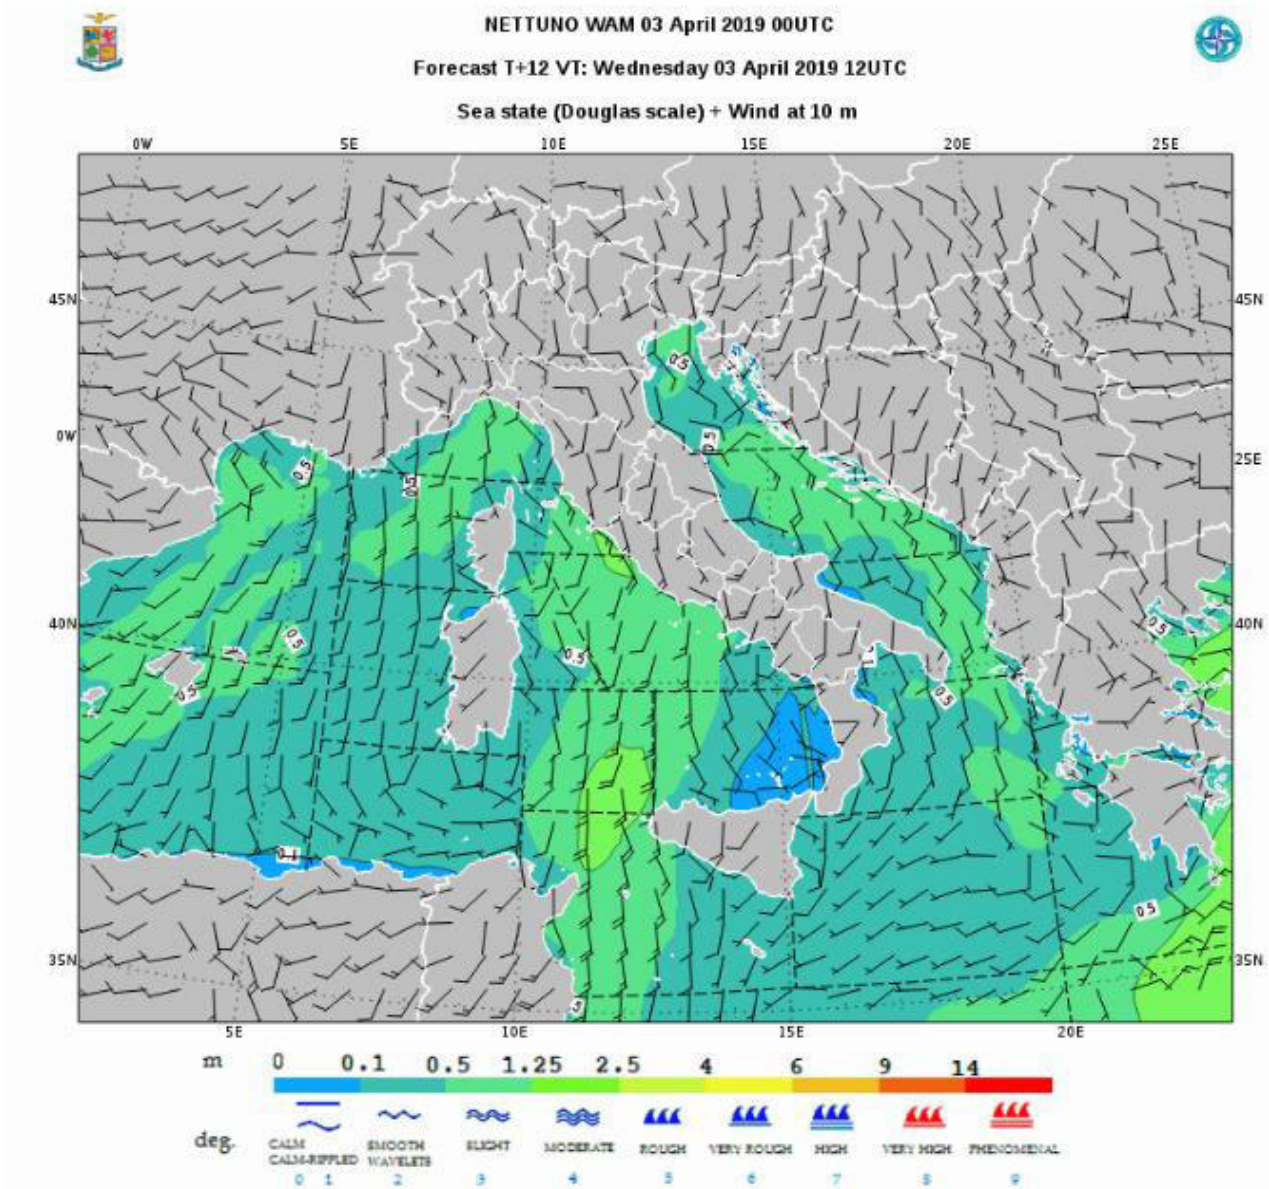 NETTUNO WAM 03 April 2019 00UTC
Forecast T+12 VT: Wednesday 03 April 2019 12UTC
Sea state (Douglas scale) + Wind at 10 m
0W 5E 10E 15E 20E 25E
45N 45N
0.5
0W 0.5 25E
0.5 0.5
40N 0.5 40N
0.5 0.5
0.5 0.5
0.1
0.5
35N 35N
5E 10E 15E 20E
m 0 0.1 0.5 1.25 2.5 4 6 9 14
deg. CALM SMOOTH SLIGHT MODERATE ROUGH VERY ROUGH HIGH VERY HIGH PHENOMENAL
CALM-RIPPLED WAVELETS
0 1 2 3 4 5 6 7 8 9